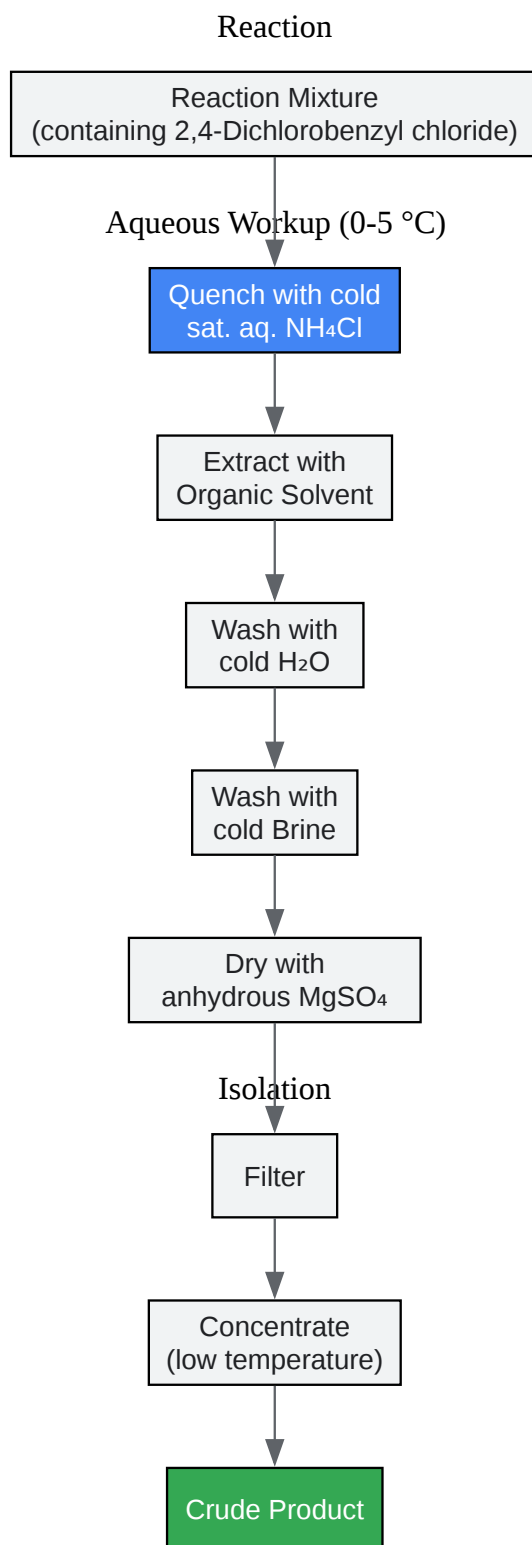 Reaction
Reaction Mixture
(containing 2,4-Dichlorobenzyl chloride)
Aqueous Workup (0-5 °C)
Quench with cold
sat. aq. NH₄Cl
Extract with
Organic Solvent
Wash with
cold H₂O
Wash with
cold Brine
Dry with
anhydrous MgSO₄
Isolation
Filter
Concentrate
(low temperature)
Crude Product